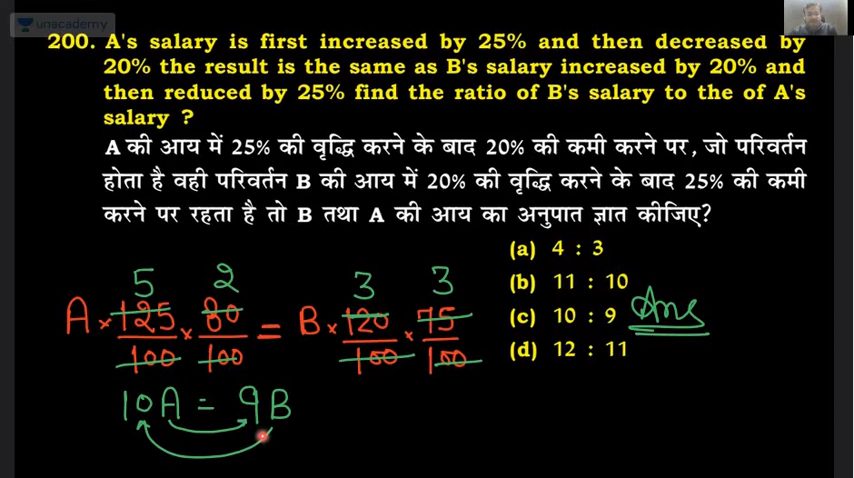 unacademy
200. A's salary is first increased by 25% and then decreased by
20% the result is the same as B's salary increased by 20% and
then reduced by 25% find the ratio of B's salary to the of A's
salary ?
A की आय में 25% की वृद्धि करने के बाद 20% की कमी करने पर, जो परिवर्तन
होता है वही परिवर्तन B की आय में 20% की वृद्धि करने के बाद 25% की कमी
करने पर रहता है तो B तथा A की आय का अनुपात ज्ञात कीजिए?
(a) 4 : 3
(b) 11 : 10
(c) 10 : 9 Ans
(d) 12 : 11
5 2 3 3
A × 125 × 80 = B × 120 × 75
100 100 100 100
10A = 9B